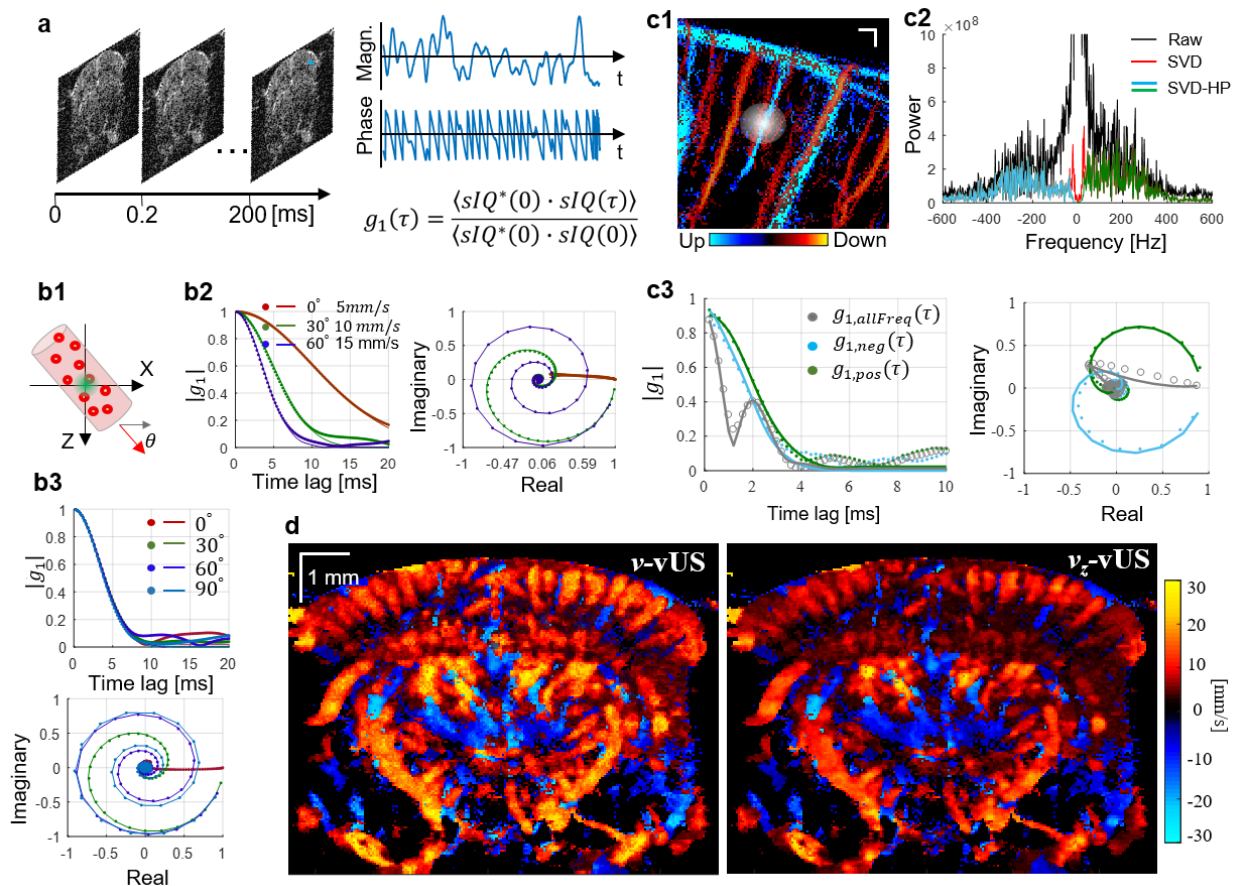 a
0
0.2
200 [ms]
...
Magn.
t
Phase
t
g₁(τ) = ⟨sIQ*(0) · sIQ(τ)⟩ / ⟨sIQ*(0) · sIQ(0)⟩
c1
Up
Down
c2
×10⁸
10
8
6
4
2
0
Power
Raw
SVD
SVD-HP
-600 -400 -200 0 200 400 600
Frequency [Hz]
b1
X
Z
θ
b2
1
0.8
0.6
0.4
0.2
0
|g₁|
0° 5mm/s
30° 10 mm/s
60° 15 mm/s
0 5 10 15 20
Time lag [ms]
1
0.5
0
-0.5
-1
Imaginary
-1 -0.47 0.06 0.59 1
Real
c3
1
0.8
0.6
0.4
0.2
0
|g₁|
g₁,allFreq(τ)
g₁,neg(τ)
g₁,pos(τ)
0 2 4 6 8 10
Time lag [ms]
1
0.5
0
-0.5
-1
Imaginary
-1 -0.5 0 0.5 1
Real
b3
1
0.8
0.6
0.4
0.2
0
|g₁|
0°
30°
60°
90°
0 5 10 15 20
Time lag [ms]
1
0.5
0
-0.5
-1
Imaginary
-1 -0.5 0 0.5 1
Real
d
1 mm
v-vUS
v_z-vUS
30
20
10
0
-10
-20
-30
[mm/s]